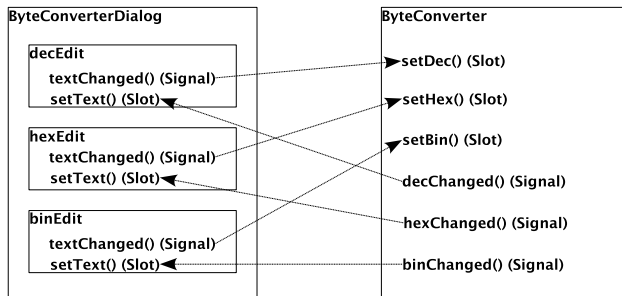 ByteConverterDialog
decEdit
textChanged() (Signal)
setText() (Slot)
hexEdit
textChanged() (Signal)
setText() (Slot)
binEdit
textChanged() (Signal)
setText() (Slot)
ByteConverter
setDec() (Slot)
setHex() (Slot)
setBin() (Slot)
decChanged() (Signal)
hexChanged() (Signal)
binChanged() (Signal)